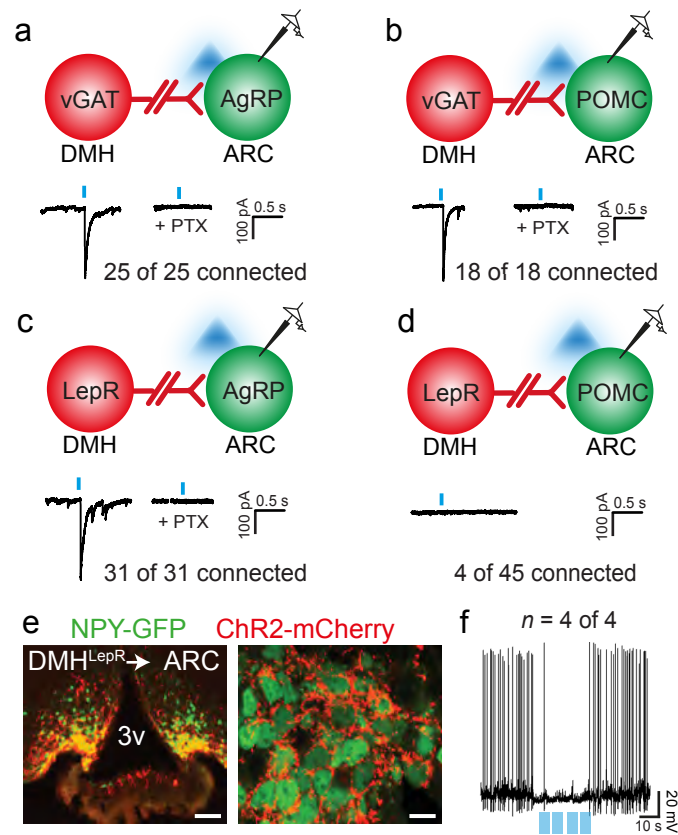 a
vGAT
AgRP
DMH
ARC
+ PTX
100 pA
0.5 s
25 of 25 connected
b
vGAT
POMC
DMH
ARC
+ PTX
100 pA
0.5 s
18 of 18 connected
c
LepR
AgRP
DMH
ARC
+ PTX
100 pA
0.5 s
31 of 31 connected
d
LepR
POMC
DMH
ARC
100 pA
0.5 s
4 of 45 connected
e
NPY-GFP ChR2-mCherry
DMH^LepR → ARC
3v
f
n = 4 of 4
20 mV
10 s